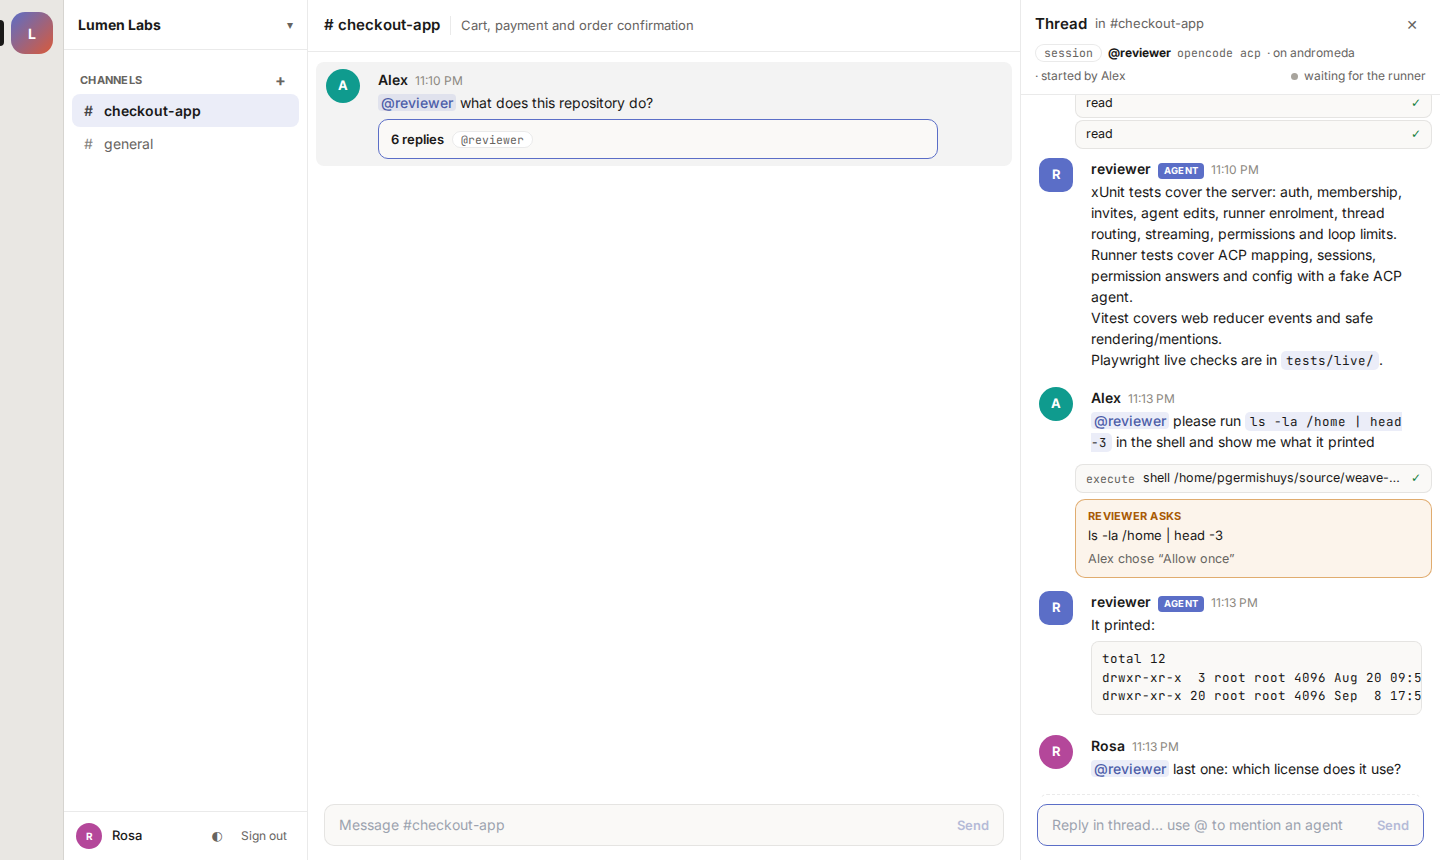 L
Lumen Labs
CHANNELS
# checkout-app
# general
R Rosa
Sign out
# checkout-app Cart, payment and order confirmation
A
Alex 11:10 PM
@reviewer what does this repository do?
6 replies @reviewer
Message #checkout-app Send
Thread in #checkout-app
session @reviewer opencode acp · on andromeda
· started by Alex waiting for the runner
read
read
R
reviewer AGENT 11:10 PM
xUnit tests cover the server: auth, membership,
invites, agent edits, runner enrolment, thread
routing, streaming, permissions and loop limits.
Runner tests cover ACP mapping, sessions,
permission answers and config with a fake ACP
agent.
Vitest covers web reducer events and safe
rendering/mentions.
Playwright live checks are in tests/live/.
A
Alex 11:13 PM
@reviewer please run ls -la /home | head
-3 in the shell and show me what it printed
execute shell /home/pgermishuys/source/weave-...
REVIEWER ASKS
ls -la /home | head -3
Alex chose “Allow once”
R
reviewer AGENT 11:13 PM
It printed:
total 12
drwxr-xr-x  3 root root 4096 Aug 20 09:5
drwxr-xr-x 20 root root 4096 Sep  8 17:5
R
Rosa 11:13 PM
@reviewer last one: which license does it use?
Reply in thread... use @ to mention an agent Send